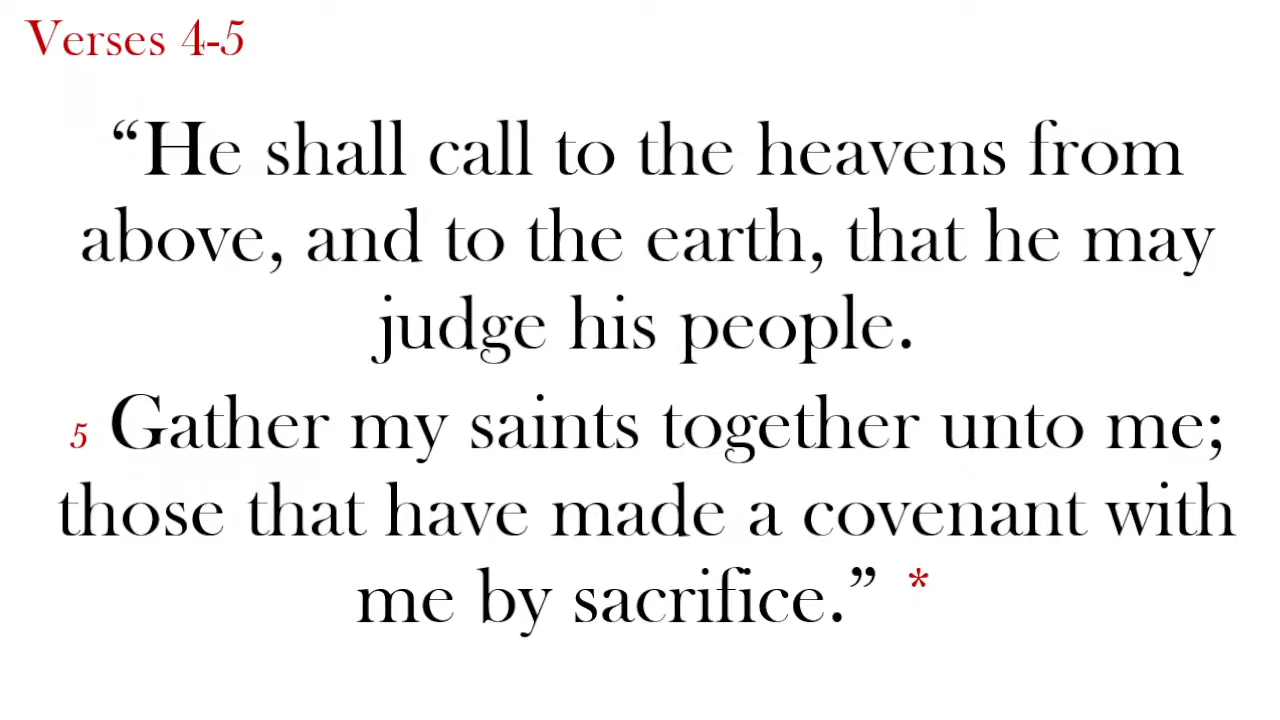 Verses 4-5
“He shall call to the heavens from
above, and to the earth, that he may
judge his people.
5 Gather my saints together unto me;
those that have made a covenant with
me by sacrifice.” *